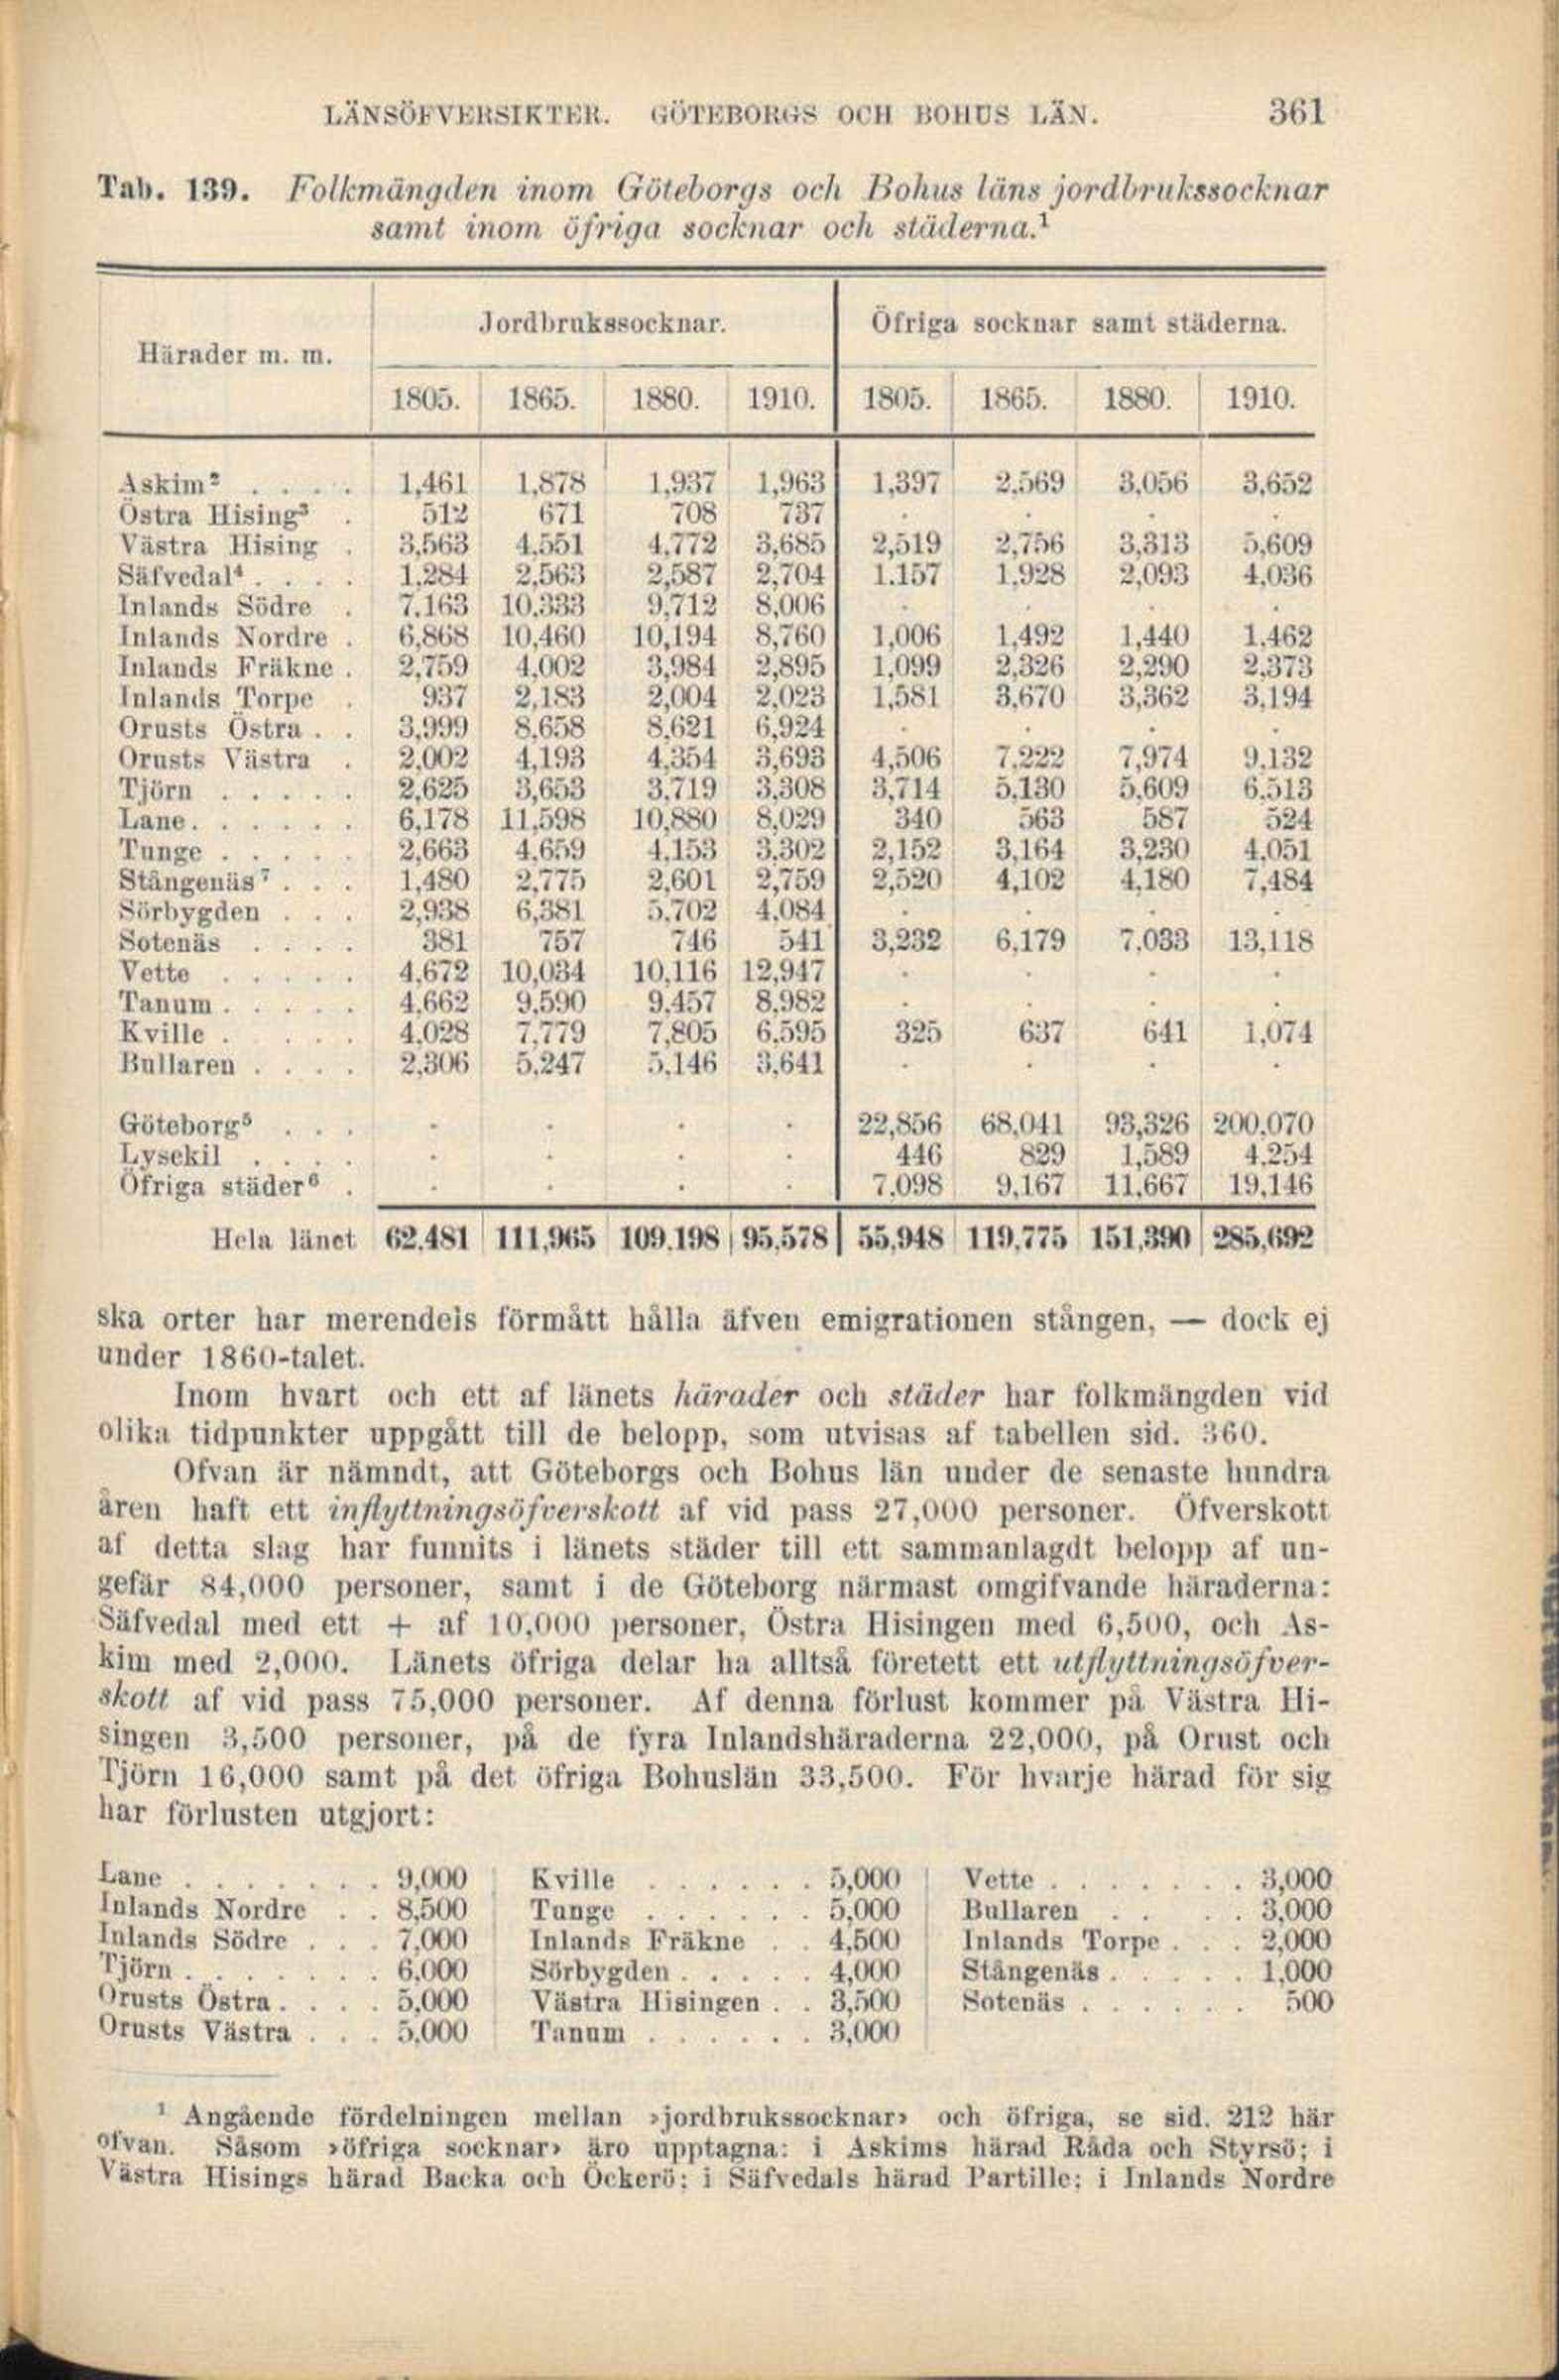 LÄNSÖFVERSIKTER. GÖTEBORGS OCH BOHUS LÄN. 361
Tab. 139. Folkmängden inom Göteborgs och Bohus läns jordbrukssocknar
samt inom öfriga socknar och städerna.¹
Härader m. m. Jordbrukssocknar. Öfriga socknar samt städerna.
1805. 1865. 1880. 1910. 1805. 1865. 1880. 1910.
Askim² . . . . 1,461 1,878 1,937 1,963 1,397 2,569 3,056 3,652
Östra Hising³ . 512 671 708 737 . . . .
Västra Hising . 3,563 4,551 4,772 3,685 2,519 2,756 3,313 5,609
Säfvedal⁴ . . . . 1,284 2,563 2,587 2,704 1,157 1,928 2,093 4,036
Inlands Södre . 7,163 10,333 9,712 8,006 . . . .
Inlands Nordre . 6,868 10,460 10,194 8,760 1,006 1,492 1,440 1,462
Inlands Fräkne . 2,759 4,002 3,984 2,895 1,099 2,326 2,290 2,373
Inlands Torpe . 937 2,183 2,004 2,023 1,581 3,670 3,362 3,194
Orusts Östra . . 3,999 8,658 8,621 6,924 . . . .
Orusts Västra . 2,002 4,193 4,354 3,693 4,506 7,222 7,974 9,132
Tjörn . . . . . 2,625 3,653 3,719 3,308 3,714 5,130 5,609 6,513
Lane . . . . . . 6,178 11,598 10,880 8,029 340 563 587 524
Tunge . . . . . 2,663 4,659 4,153 3,302 2,152 3,164 3,230 4,051
Stångenäs⁷ . . . 1,480 2,775 2,601 2,759 2,520 4,102 4,180 7,484
Sörbygden . . . 2,938 6,381 5,702 4,084 . . . .
Sotenäs . . . . 381 757 746 541 3,232 6,179 7,033 13,118
Vette . . . . . 4,672 10,034 10,116 12,947 . . . .
Tanum . . . . . 4,662 9,590 9,457 8,982 . . . .
Kville . . . . . 4,028 7,779 7,805 6,595 325 637 641 1,074
Bullaren . . . . 2,306 5,247 5,146 3,641 . . . .
Göteborg⁵ . . . . . . . 22,856 68,041 93,326 200,070
Lysekil . . . . . . . . 446 829 1,589 4,254
Öfriga städer⁶ . . . . . 7,098 9,167 11,667 19,146
Hela länet 62,481 111,965 109,198 95,578 55,948 119,775 151,390 285,692
ska orter har merendels förmått hålla äfven emigrationen stången, — dock ej
under 1860-talet.
Inom hvart och ett af länets härader och städer har folkmängden vid
olika tidpunkter uppgått till de belopp, som utvisas af tabellen sid. 360.
Ofvan är nämndt, att Göteborgs och Bohus län under de senaste hundra
åren haft ett inflyttningsöfverskott af vid pass 27,000 personer. Öfverskott
af detta slag har funnits i länets städer till ett sammanlagdt belopp af un-
gefär 84,000 personer, samt i de Göteborg närmast omgifvande häraderna:
Säfvedal med ett + af 10,000 personer, Östra Hisingen med 6,500, och As-
kim med 2,000. Länets öfriga delar ha alltså företett ett utflyttningsöfver-
skott af vid pass 75,000 personer. Af denna förlust kommer på Västra Hi-
singen 3,500 personer, på de fyra Inlandshäraderna 22,000, på Orust och
Tjörn 16,000 samt på det öfriga Bohuslän 33,500. För hvarje härad för sig
har förlusten utgjort:
Lane . . . . . . . 9,000 Kville . . . . . . 5,000 Vette . . . . . . . 3,000
Inlands Nordre . . 8,500 Tunge . . . . . . 5,000 Bullaren . . . . 3,000
Inlands Södre . . . 7,000 Inlands Fräkne . . 4,500 Inlands Torpe . . . 2,000
Tjörn . . . . . . . 6,000 Sörbygden . . . . . 4,000 Stångenäs . . . . . 1,000
Orusts Östra . . . . 5,000 Västra Hisingen . . 3,500 Sotenäs . . . . . . 500
Orusts Västra . . . 5,000 Tanum . . . . . . 3,000
¹ Angående fördelningen mellan »jordbrukssocknar» och öfriga, se sid. 212 här
ofvan. Såsom »öfriga socknar» äro upptagna: i Askims härad Råda och Styrsö; i
Västra Hisings härad Backa och Öckerö; i Säfvedals härad Partille; i Inlands Nordre